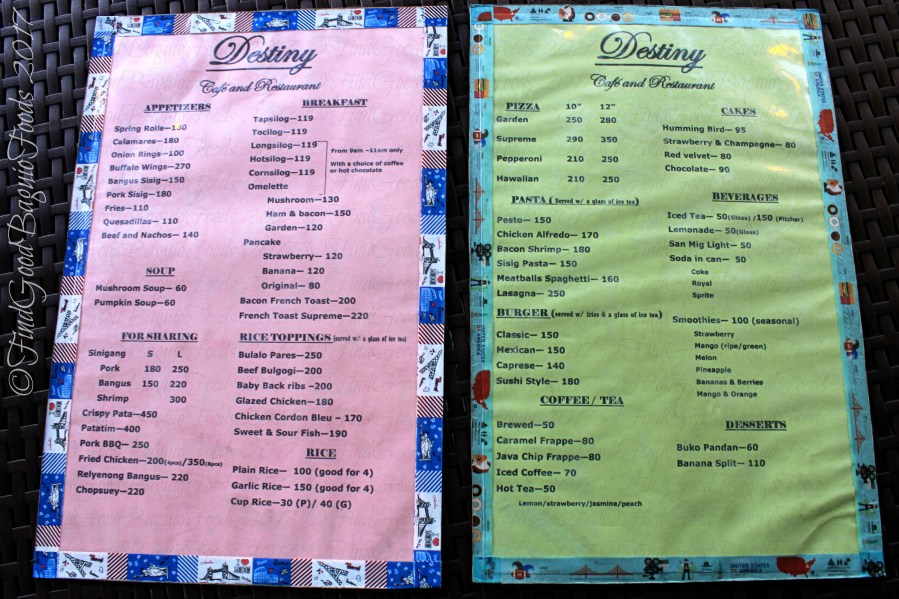 ©FindGoodBaguioFoods 2017
Destiny
Café and Restaurant
APPETIZERS
Spring Rolls—130
Calamares—180
Onion Rings—100
Buffalo Wings—270
Bangus Sisig—150
Pork Sisig—180
Fries—110
Quesadillas— 110
Beef and Nachos— 140
SOUP
Mushroom Soup— 60
Pumpkin Soup—60
FOR SHARING
Sinigang S L
Pork 180 250
Bangus 150 220
Shrimp 300
Crispy Pata—450
Patatim—400
Pork BBQ— 250
Fried Chicken—200(4pcs)/350(8pcs)
Relyenong Bangus— 220
Chopsuey—220
BREAKFAST
Tapsilog—119
Tocilog—119
Longsilog—119
Hotsilog—119
Cornsilog—119
From 9am –11am only
With a choice of coffee
or hot chocolate
Omelette
Mushroom—130
Ham & bacon—150
Garden—120
Pancake
Strawberry— 120
Banana— 120
Original— 80
Bacon French Toast—200
French Toast Supreme—220
RICE TOPPINGS(served w/ a glass of ice tea)
Bulalo Pares—250
Beef Bulgogi— 200
Baby Back ribs –200
Glazed Chicken— 180
Chicken Cordon Bleu – 170
Sweet & Sour Fish—190
RICE
Plain Rice— 100 (good for 4)
Garlic Rice— 150 (good for 4)
Cup Rice—30 (P)/ 40 (G)
Destiny
Café and Restaurant
PIZZA 10” 12”
Garden 250 280
Supreme 290 350
Pepperoni 210 250
Hawaiian 210 250
PASTA ( Served w/ a glass of ice tea)
Pesto— 150
Chicken Alfredo— 170
Bacon Shrimp— 180
Sisig Pasta— 150
Meatballs Spaghetti— 160
Lasagna— 250
BURGER (served w/ fries & a glass of ice tea)
Classic— 150
Mexican— 150
Caprese— 140
Sushi Style— 180
COFFEE/ TEA
Brewed—50
Caramel Frappe—80
Java Chip Frappe—80
Iced Coffee— 70
Hot Tea—50
Lemon/strawberry/jasmine/peach
CAKES
Humming Bird— 95
Strawberry & Champagne— 80
Red velvet— 80
Chocolate— 90
BEVERAGES
Iced Tea— 50(Glass) /150 (Pitcher)
Lemonade— 50(Glass)
San Mig Light— 50
Soda in can— 50
Coke
Royal
Sprite
Smoothies— 100 (seasonal)
Strawberry
Mango (ripe/green)
Melon
Pineapple
Bananas & Berries
Mango & Orange
DESSERTS
Buko Pandan—60
Banana Split— 110
UNITED STATES
OF AMERICA